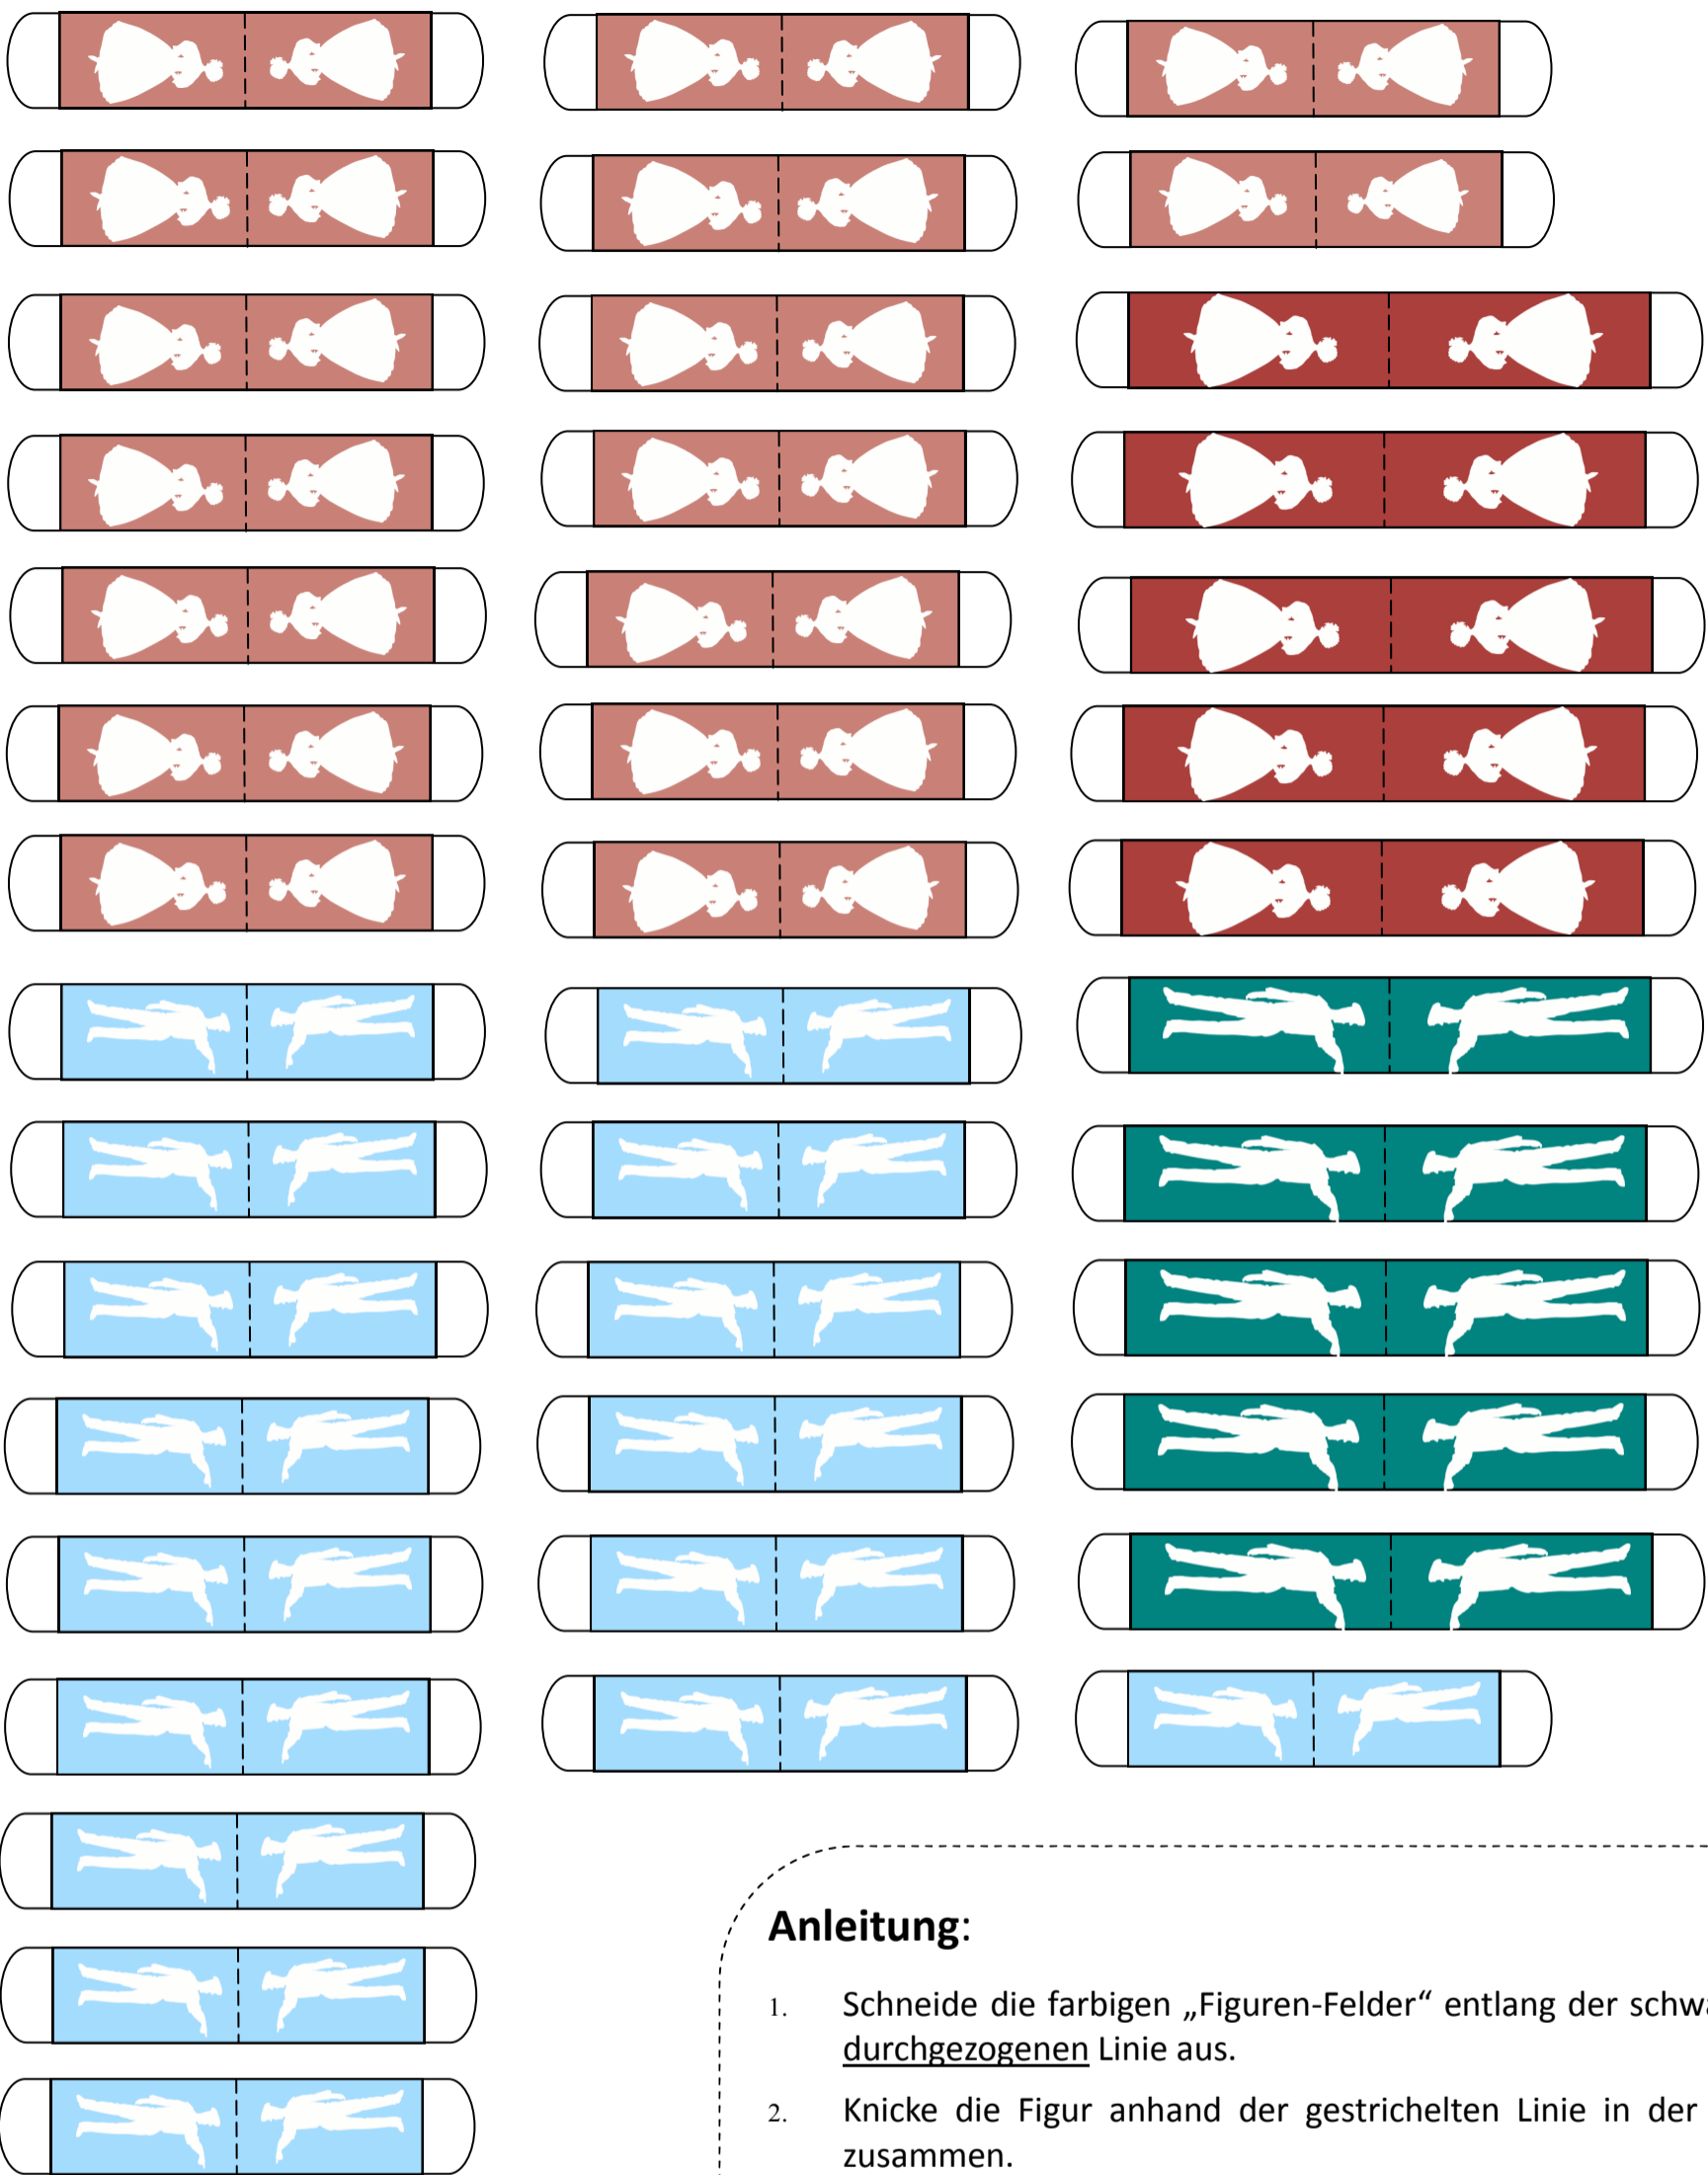 Anleitung:
1. Schneide die farbigen „Figuren-Felder“ entlang der
durchgezogenen Linie aus.
2. Knicke die Figur anhand der gestrichelten Linie in der
zusammen.